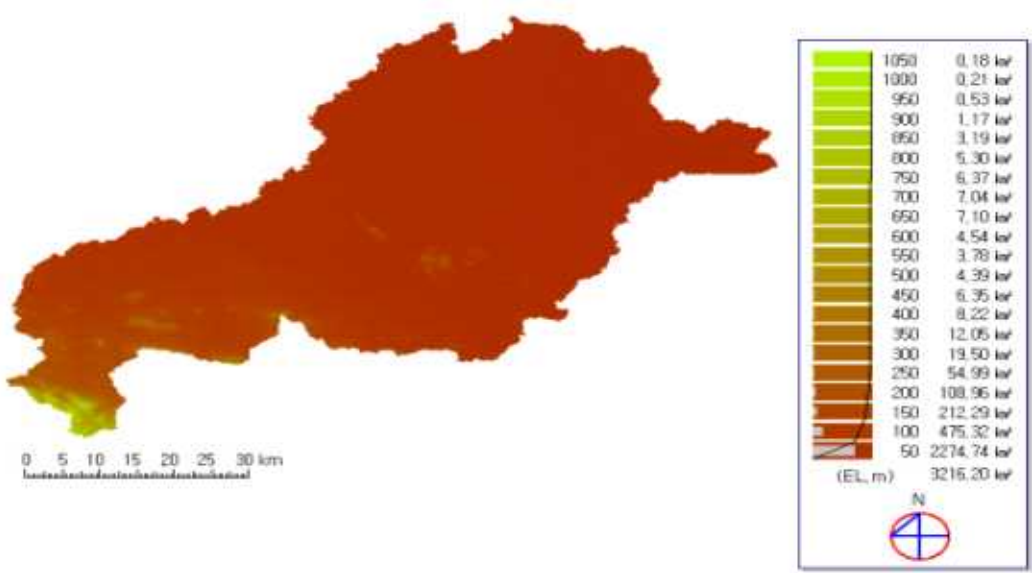 0 5 10 15 20 30 km
1050 0,18 km²
1000 0,21 km²
950 0,53 km²
900 1,17 km²
850 3,19 km²
800 5,30 km²
750 6,37 km²
700 7,04 km²
650 7,10 km²
600 4,54 km²
550 3,78 km²
500 4,39 km²
450 6,35 km²
400 8,22 km²
350 12,05 km²
300 19,50 km²
250 54,99 km²
200 108,96 km²
150 212,29 km²
100 475,32 km²
50 2274,74 km²
(EL, m) 3216,20 km²
N